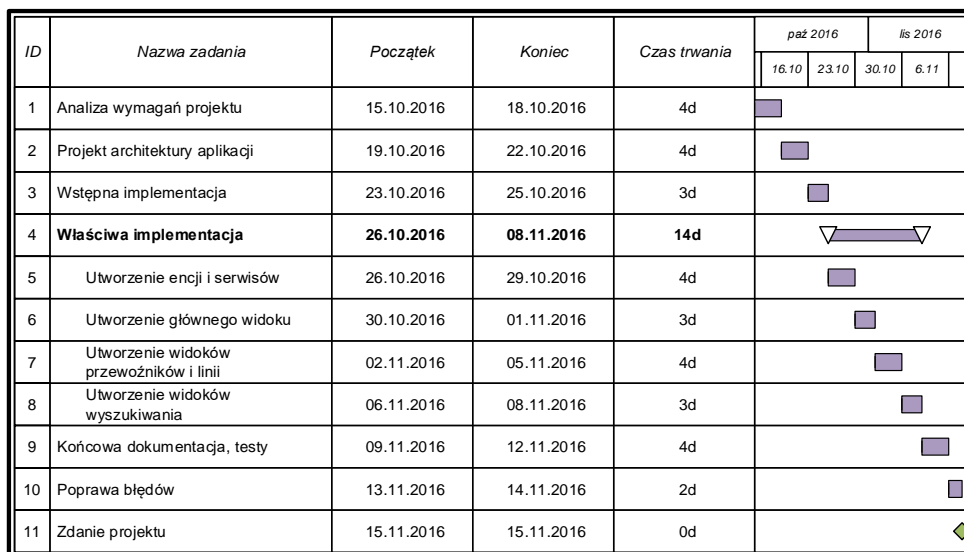 ID Nazwa zadania Początek Koniec Czas trwania paź 2016 lis 2016
16.10 23.10 30.10 6.11
1 Analiza wymagań projektu 15.10.2016 18.10.2016 4d
2 Projekt architektury aplikacji 19.10.2016 22.10.2016 4d
3 Wstępna implementacja 23.10.2016 25.10.2016 3d
4 Właściwa implementacja 26.10.2016 08.11.2016 14d
5 Utworzenie encji i serwisów 26.10.2016 29.10.2016 4d
6 Utworzenie głównego widoku 30.10.2016 01.11.2016 3d
7 Utworzenie widoków
przewoźników i linii 02.11.2016 05.11.2016 4d
8 Utworzenie widoków
wyszukiwania 06.11.2016 08.11.2016 3d
9 Końcowa dokumentacja, testy 09.11.2016 12.11.2016 4d
10 Poprawa błędów 13.11.2016 14.11.2016 2d
11 Zdanie projektu 15.11.2016 15.11.2016 0d